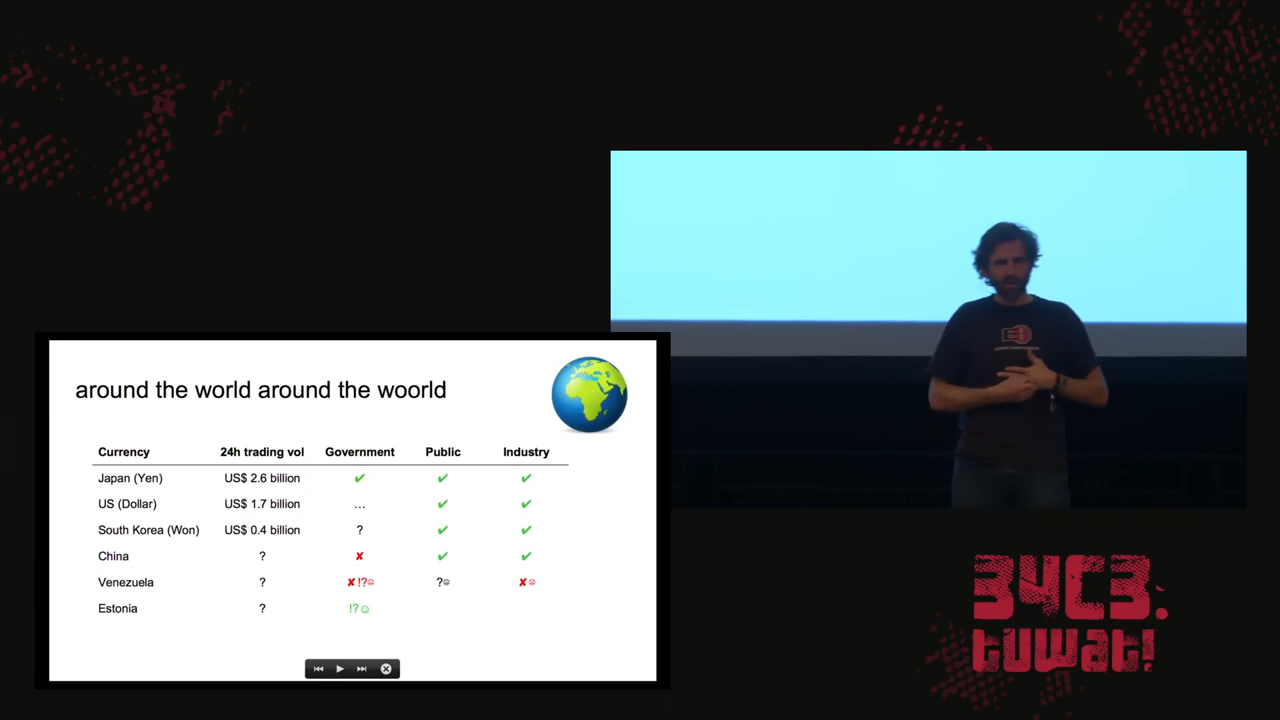 around the world around the woorld
Currency 24h trading vol Government Public Industry
Japan (Yen) US$ 2.6 billion ✔ ✔ ✔
US (Dollar) US$ 1.7 billion … ✔ ✔
South Korea (Won) US$ 0.4 billion ? ✔ ✔
China ? ✘ ✔ ✔
Venezuela ? ✘!?☹ ?☹ ✘☹
Estonia ? !?☺
34C3.
tuwat!